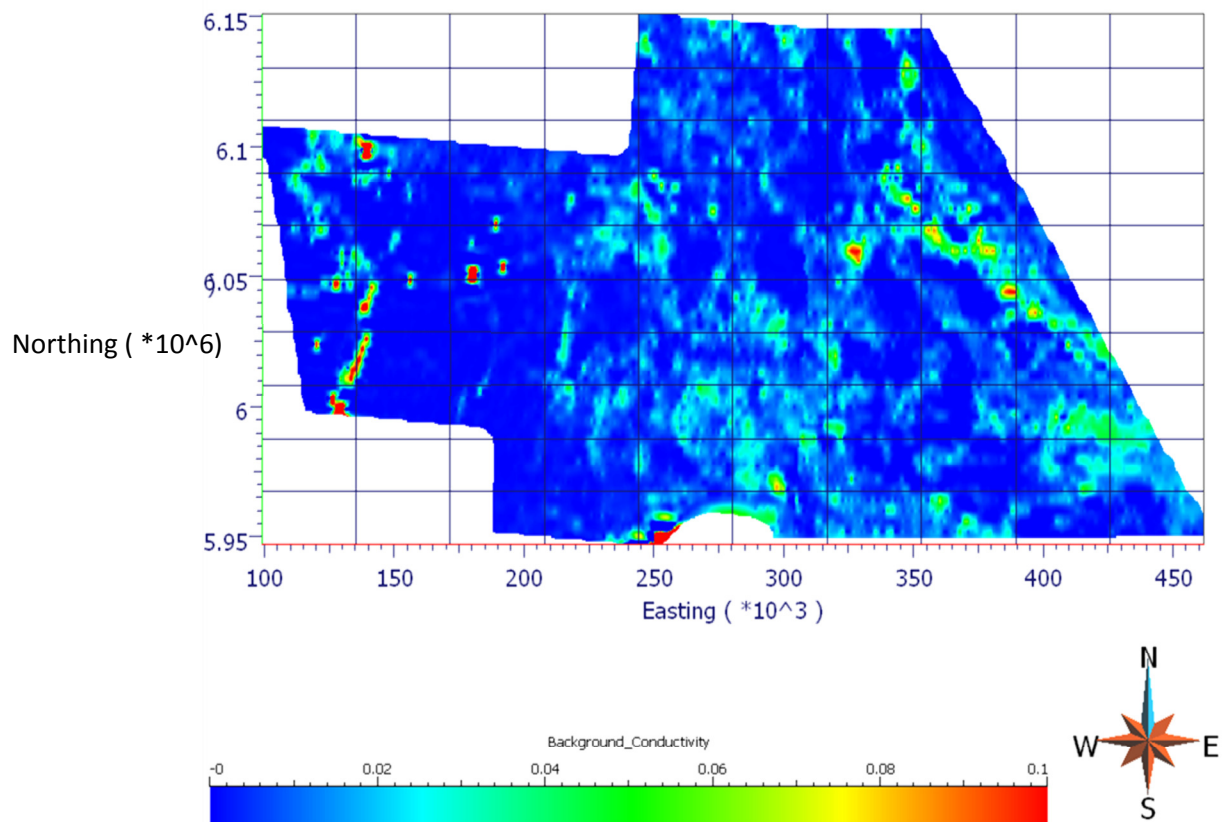 6.15
6.1
6.05
Northing ( *10^6)
6
5.95
100 150 200 250 300 350 400 450
Easting ( *10^3 )
N
W E
S
Background_Conductivity
-0 0.02 0.04 0.06 0.08 0.1